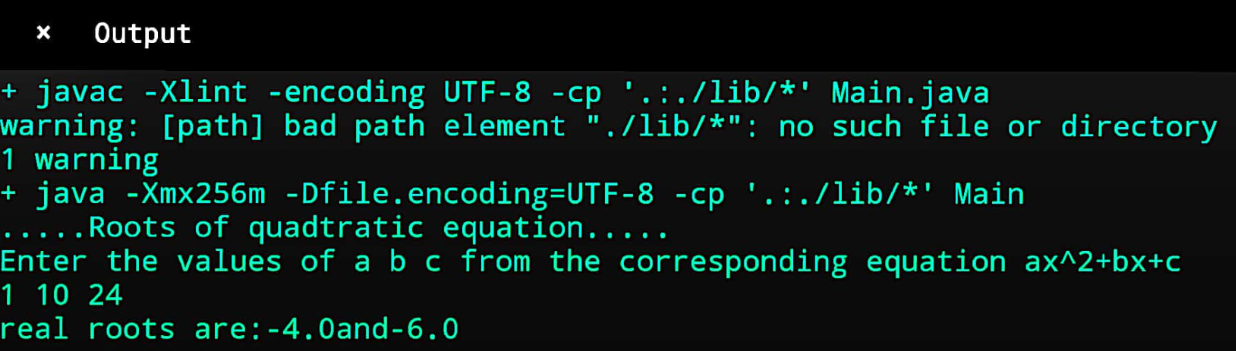 × Output
+ javac -Xlint -encoding UTF-8 -cp '.:./lib/*' Main.java
warning: [path] bad path element "./lib/*": no such file or directory
1 warning
+ java -Xmx256m -Dfile.encoding=UTF-8 -cp '.:./lib/*' Main
.....Roots of quadtratic equation.....
Enter the values of a b c from the corresponding equation ax^2+bx+c
1 10 24
real roots are:-4.0and-6.0